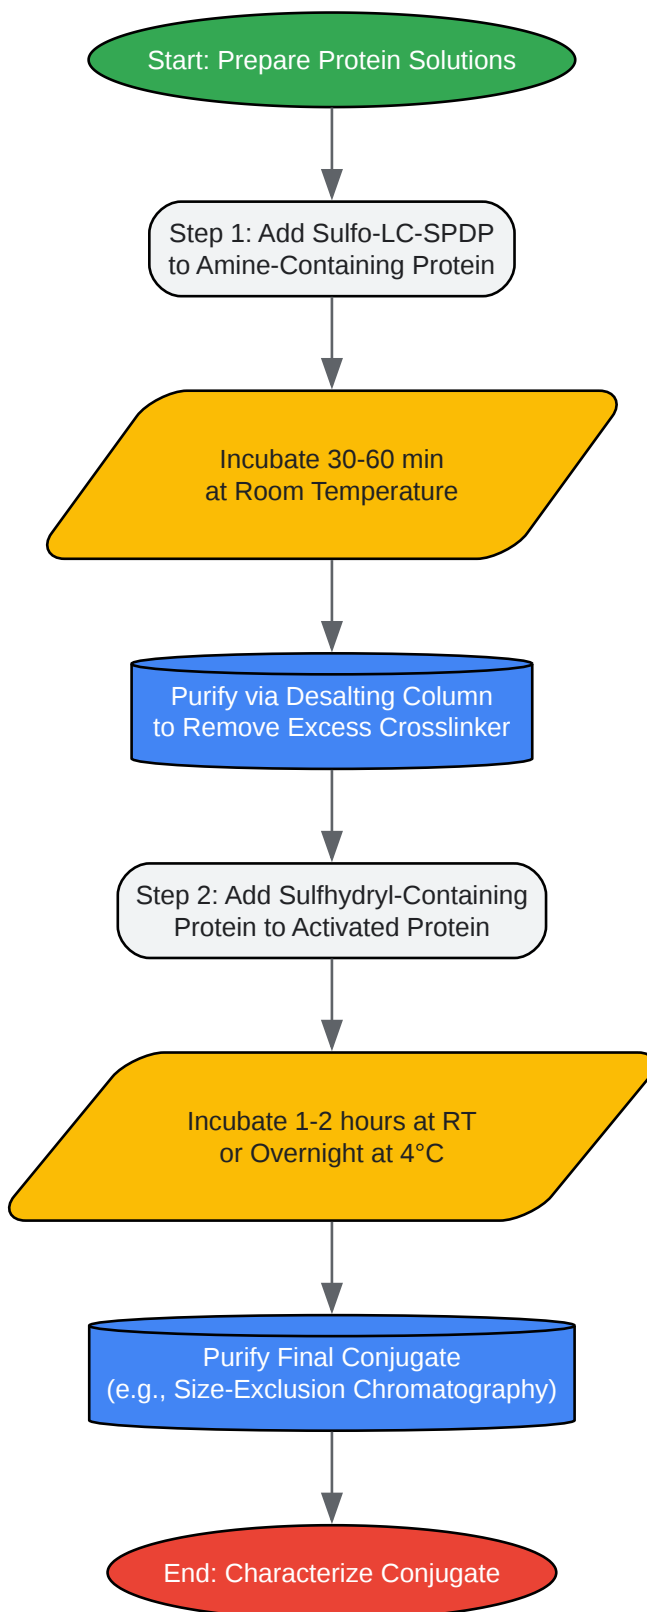 Start: Prepare Protein Solutions
Step 1: Add Sulfo-LC-SPDP
to Amine-Containing Protein
Incubate 30-60 min
at Room Temperature
Purify via Desalting Column
to Remove Excess Crosslinker
Step 2: Add Sulfhydryl-Containing
Protein to Activated Protein
Incubate 1-2 hours at RT
or Overnight at 4°C
Purify Final Conjugate
(e.g., Size-Exclusion Chromatography)
End: Characterize Conjugate